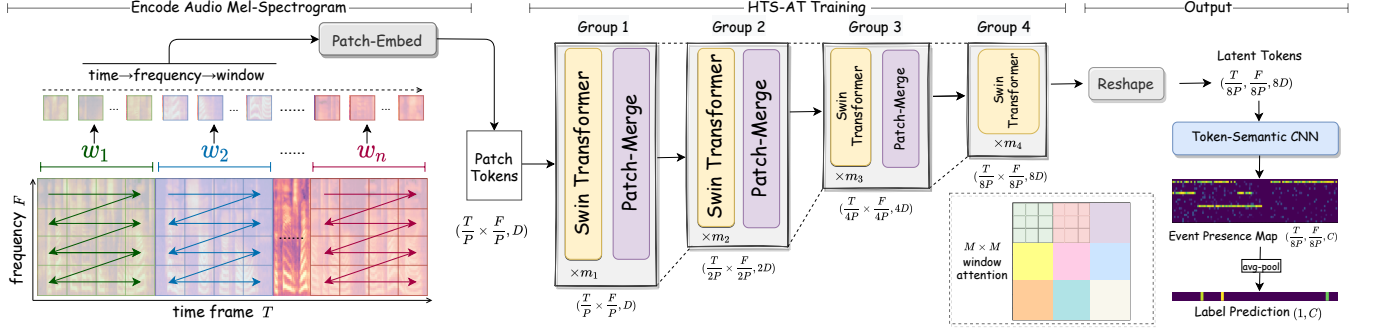 Encode Audio Mel-Spectrogram
HTS-AT Training
Output
Patch-Embed
time→frequency→window
... ... ...... ...
w₁ w₂ ...... wₙ
frequency F
......
time frame T
Patch
Tokens
(T/P × F/P, D)
Group 1
Swin Transformer
Patch-Merge
×m₁
(T/P × F/P, D)
Group 2
Swin Transformer
Patch-Merge
×m₂
(T/2P × F/2P, 2D)
Group 3
Swin
Transformer
Patch-Merge
×m₃
(T/4P × F/4P, 4D)
Group 4
Swin
Transformer
×m₄
(T/8P × F/8P, 8D)
M × M
window
attention
Reshape
Latent Tokens
(T/8P, F/8P, 8D)
Token-Semantic CNN
Event Presence Map (T/8P, F/8P, C)
avg-pool
Label Prediction (1, C)